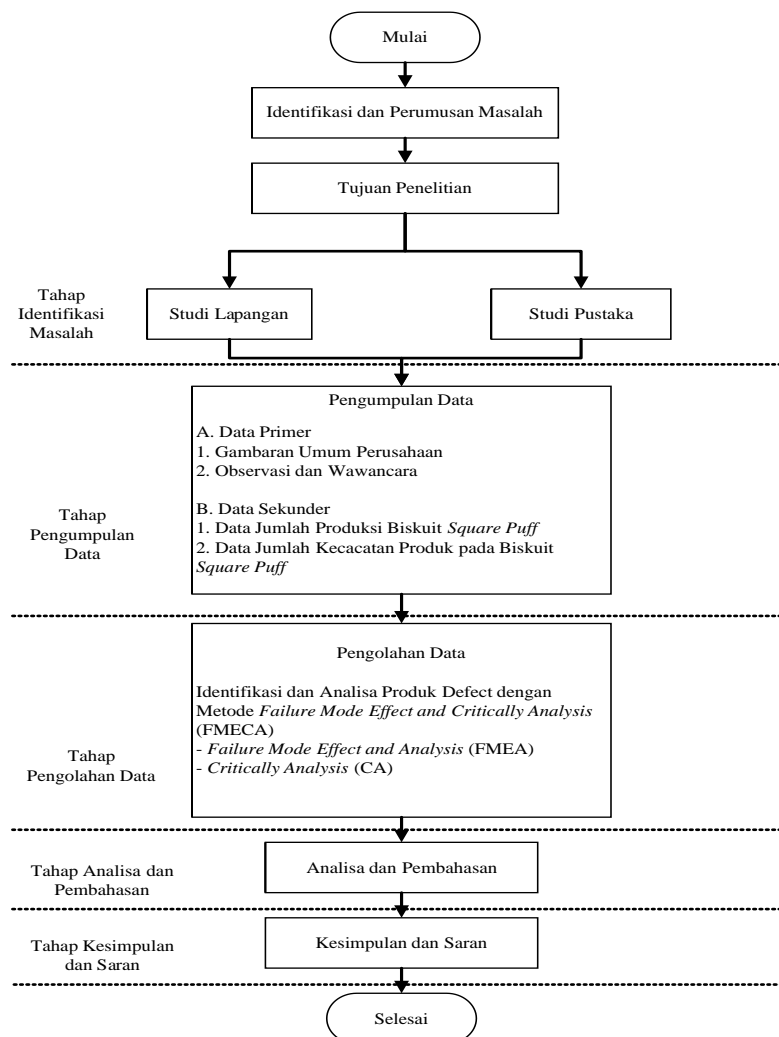 Mulai
Identifikasi dan Perumusan Masalah
Tujuan Penelitian
Tahap
Identifikasi
Masalah
Studi Lapangan
Studi Pustaka
Pengumpulan Data
A. Data Primer
1. Gambaran Umum Perusahaan
2. Observasi dan Wawancara
B. Data Sekunder
1. Data Jumlah Produksi Biskuit Square Puff
2. Data Jumlah Kecacatan Produk pada Biskuit
Square Puff
Tahap
Pengumpulan
Data
Pengolahan Data
Identifikasi dan Analisa Produk Defect dengan
Metode Failure Mode Effect and Critically Analysis
(FMECA)
- Failure Mode Effect and Analysis (FMEA)
- Critically Analysis (CA)
Tahap
Pengolahan Data
Tahap Analisa dan
Pembahasan
Analisa dan Pembahasan
Tahap Kesimpulan
dan Saran
Kesimpulan dan Saran
Selesai